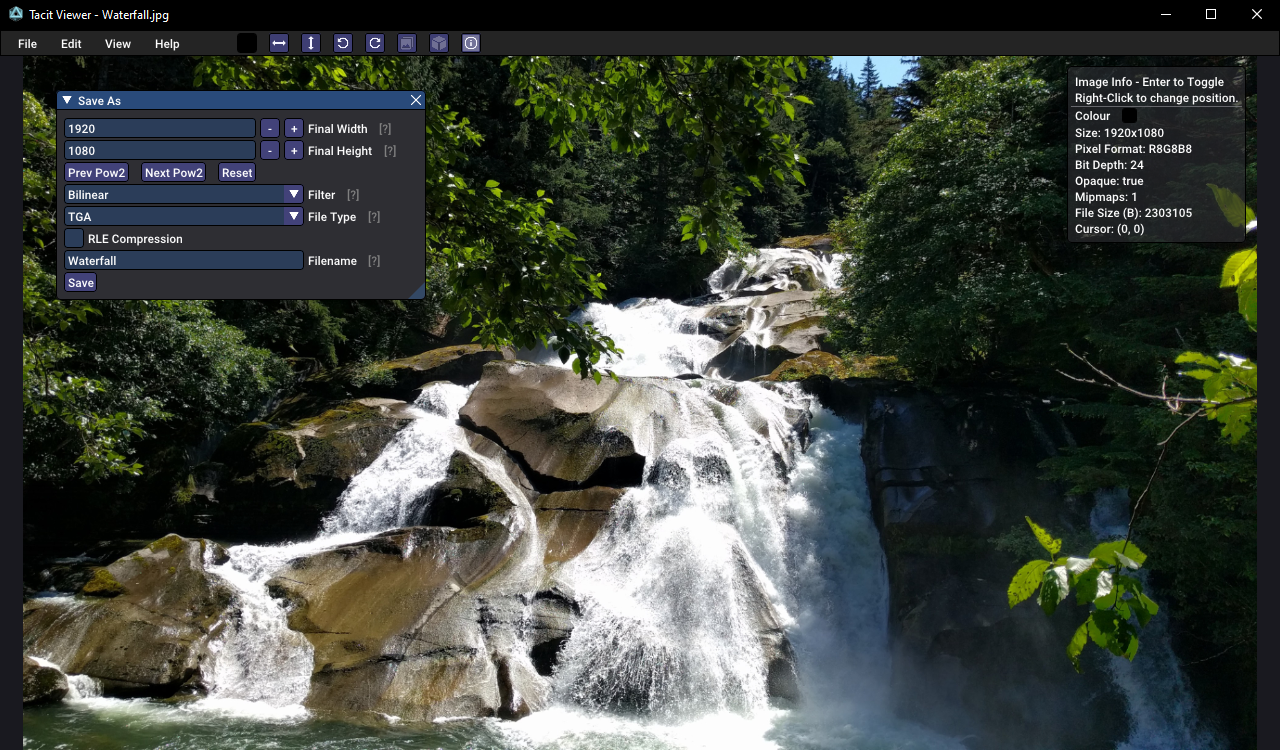 Tacit Viewer - Waterfall.jpg
File Edit View Help
Save As
1920 - + Final Width [?]
1080 - + Final Height [?]
Prev Pow2 Next Pow2 Reset
Bilinear Filter [?]
TGA File Type [?]
RLE Compression
Waterfall Filename [?]
Save
Image Info - Enter to Toggle
Right-Click to change position.
Colour
Size: 1920x1080
Pixel Format: R8G8B8
Bit Depth: 24
Opaque: true
Mipmaps: 1
File Size (B): 2303105
Cursor: (0, 0)